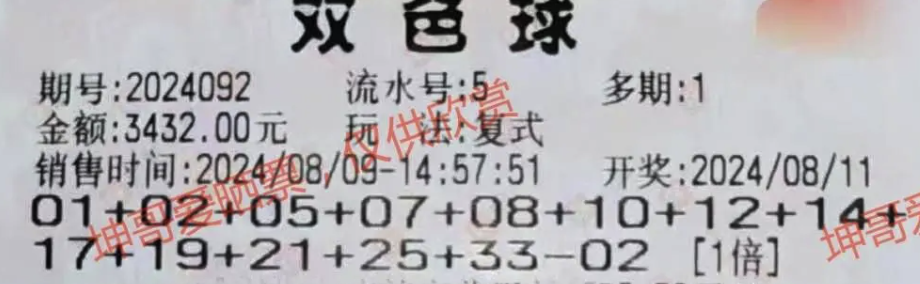 双色球
期号:2024092 流水号:5 多期:1
金额:3432.00元 玩 法:复式
销售时间:2024/08/09-14:57:51 开奖:2024/08/11
01+02+05+07+08+10+12+14+
17+19+21+25+33-02 [1倍]
坤哥爱晒票,仅供欣赏
坤哥爱